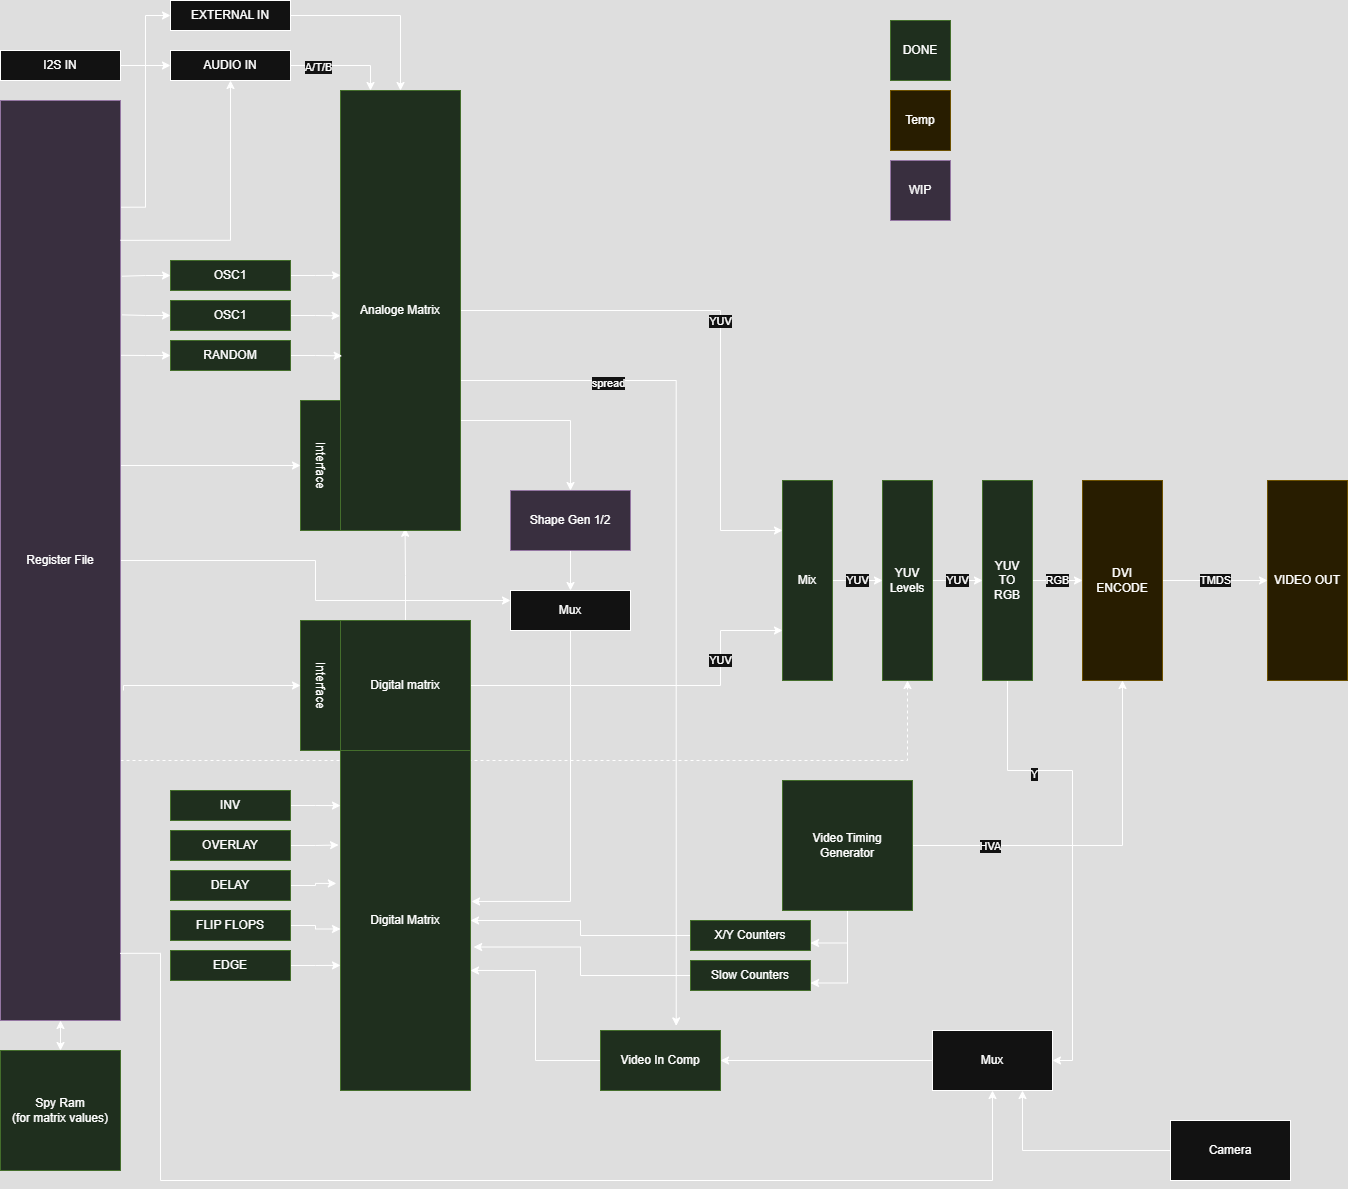 EXTERNAL IN
I2S IN
AUDIO IN
A/T/B
DONE
Temp
WIP
OSC1
OSC1
RANDOM
Analoge Matrix
YUV
spread
Interface
Shape Gen 1/2
Register File
Mux
Mix
YUV
YUV
Levels
YUV
YUV
TO
RGB
RGB
DVI
ENCODE
TMDS
VIDEO OUT
Interface
Digital matrix
YUV
Y
INV
OVERLAY
DELAY
FLIP FLOPS
EDGE
Digital Matrix
Video Timing
Generator
HVA
X/Y Counters
Slow Counters
Video In Comp
Mux
Spy Ram
(for matrix values)
Camera